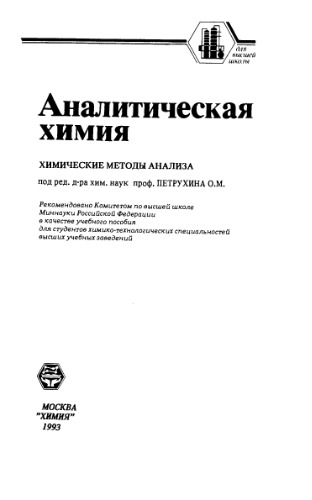 для
высшей
школы
Аналитическая
химия
ХИМИЧЕСКИЕ МЕТОДЫ АНАЛИЗА
под ред. д-ра хим. наук проф. ПЕТРУХИНА О.М.
Рекомендовано Комитетом по высшей школе
Миннауки Российской Федерации
в качестве учебного пособия
для студентов химико-технологических специальностей
высших учебных заведений
МОСКВА
"ХИМИЯ"
1993